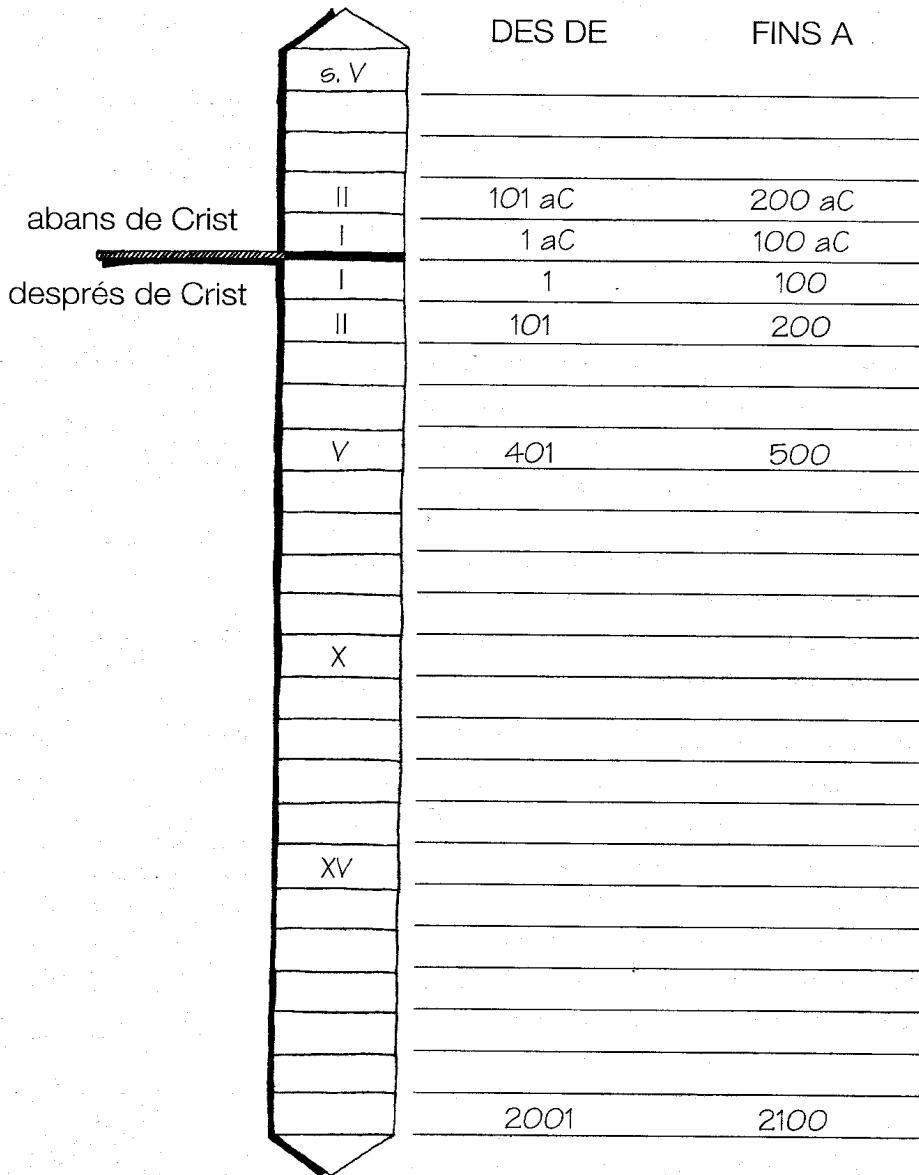 DES DE FINS A
s. V
II 101 aC 200 aC
abans de Crist
I 1 aC 100 aC
després de Crist
I 1 100
II 101 200
V 401 500
X
XV
2001 2100